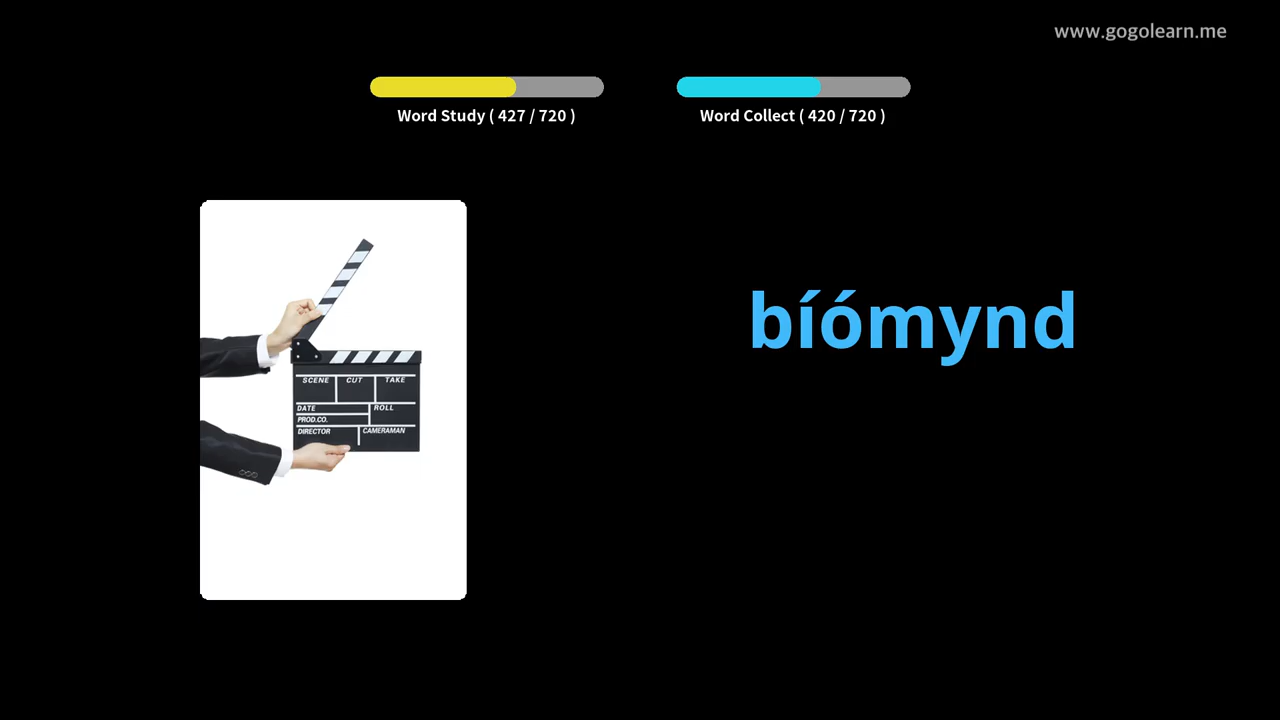 www.gogolearn.me
Word Study ( 427 / 720 )
Word Collect ( 420 / 720 )
bíómynd
SCENE CUT TAKE
DATE ROLL
PROD.CO.
DIRECTOR CAMERAMAN